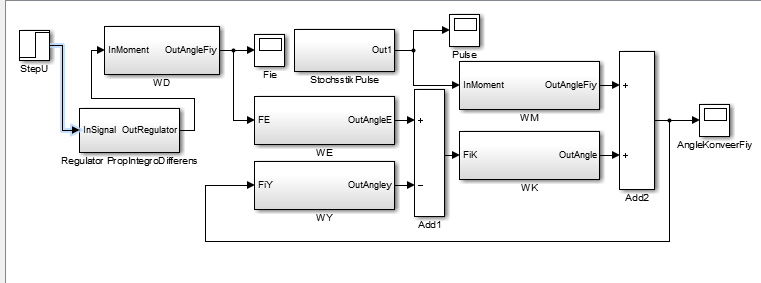 StepU
InMoment OutAngleFiy
WD
InSignal OutRegulator
Regulator PropIntegroDifferens
Fie
Out1
Stochsstik Pulse
Pulse
FE OutAngleE
WE
FiY OutAngley
WY
+
−
Add1
InMoment OutAngleFiy
WM
FiK OutAngle
WK
+
+
Add2
AngleKonveerFiy